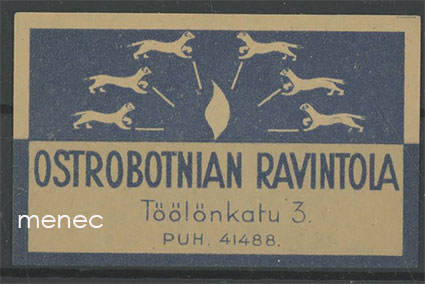 OSTROBOTNIAN RAVINTOLA
menec
Töölönkatu 3.
PUH. 41488.